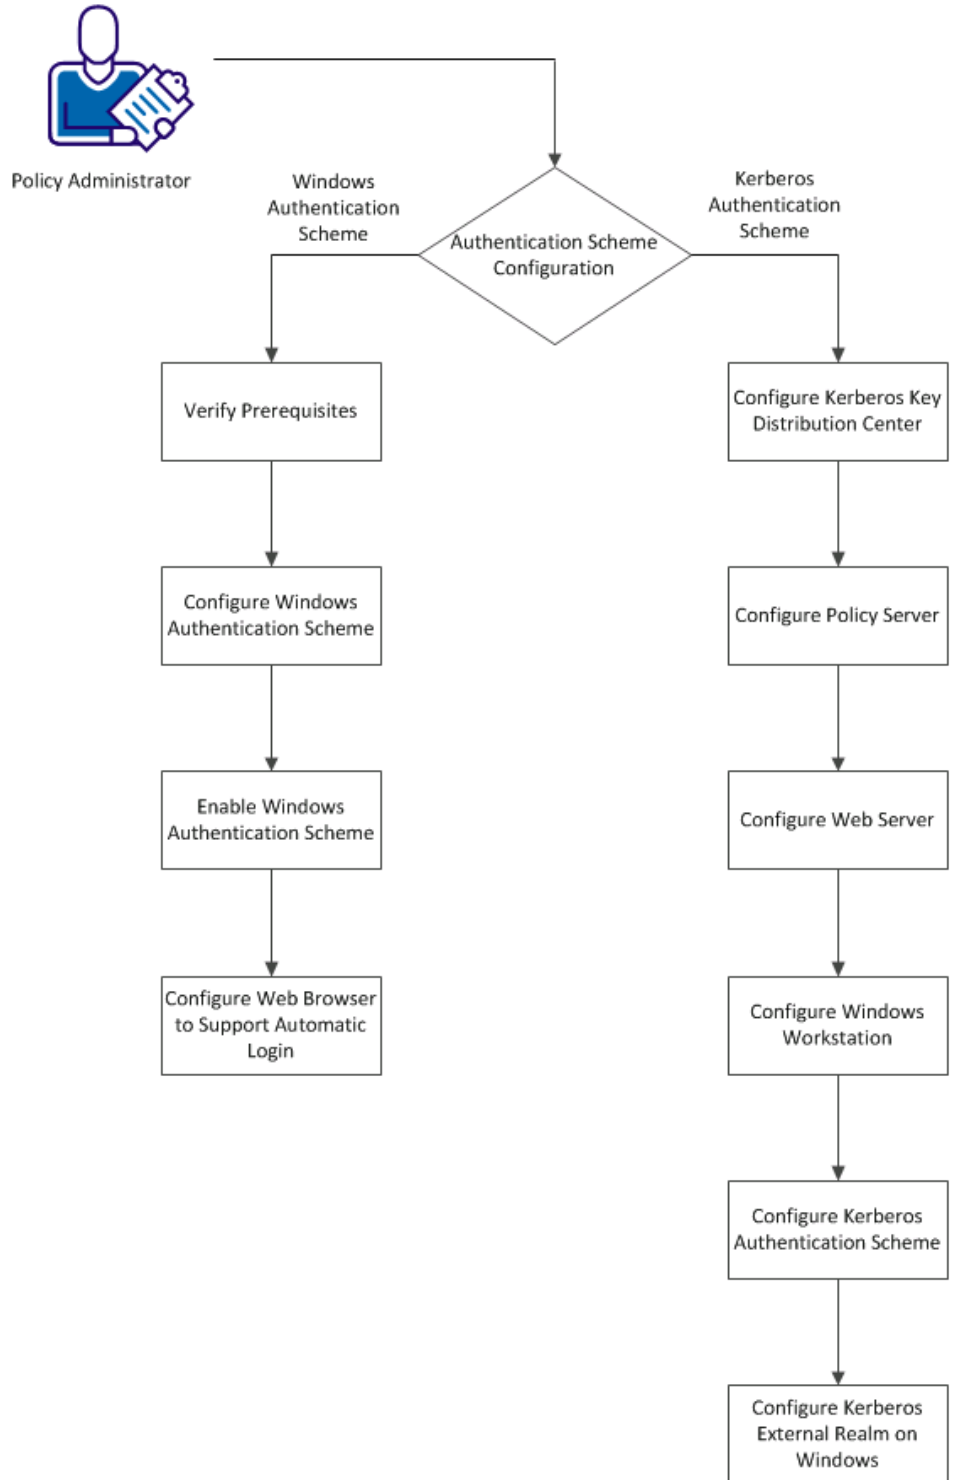 Policy Administrator
Windows
Authentication
Scheme
Kerberos
Authentication
Scheme
Authentication Scheme
Configuration
Verify Prerequisites
Configure Windows
Authentication Scheme
Enable Windows
Authentication Scheme
Configure Web Browser
to Support Automatic
Login
Configure Kerberos Key
Distribution Center
Configure Policy Server
Configure Web Server
Configure Windows
Workstation
Configure Kerberos
Authentication Scheme
Configure Kerberos
External Realm on
Windows